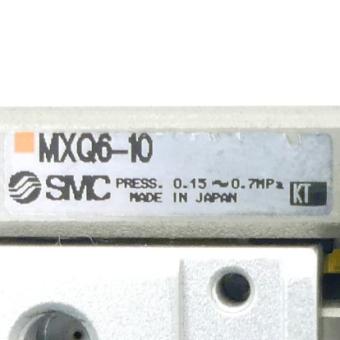 MXQ6-10
SMC PRESS. 0.15~0.7MPa
MADE IN JAPAN KT